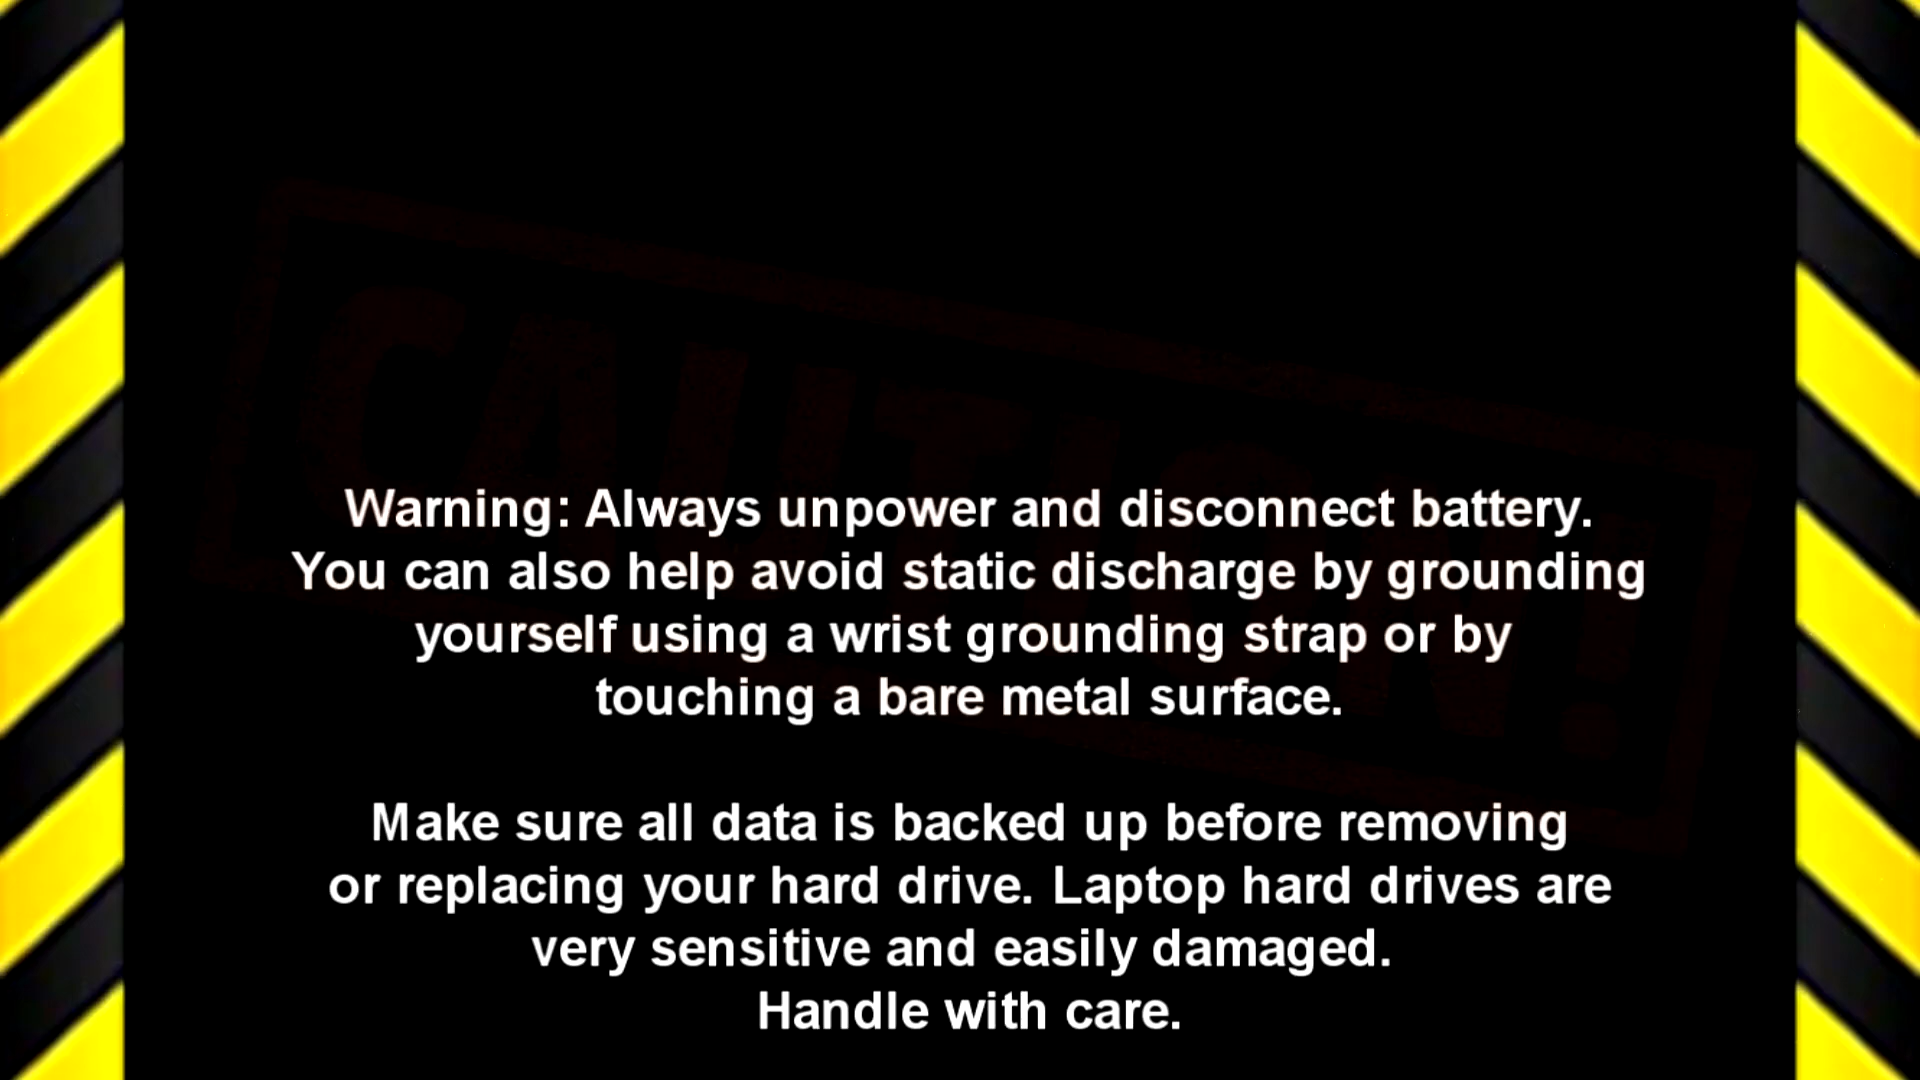 CAUTION!
Warning: Always unpower and disconnect battery.
You can also help avoid static discharge by grounding
yourself using a wrist grounding strap or by
touching a bare metal surface.
Make sure all data is backed up before removing
or replacing your hard drive. Laptop hard drives are
very sensitive and easily damaged.
Handle with care.